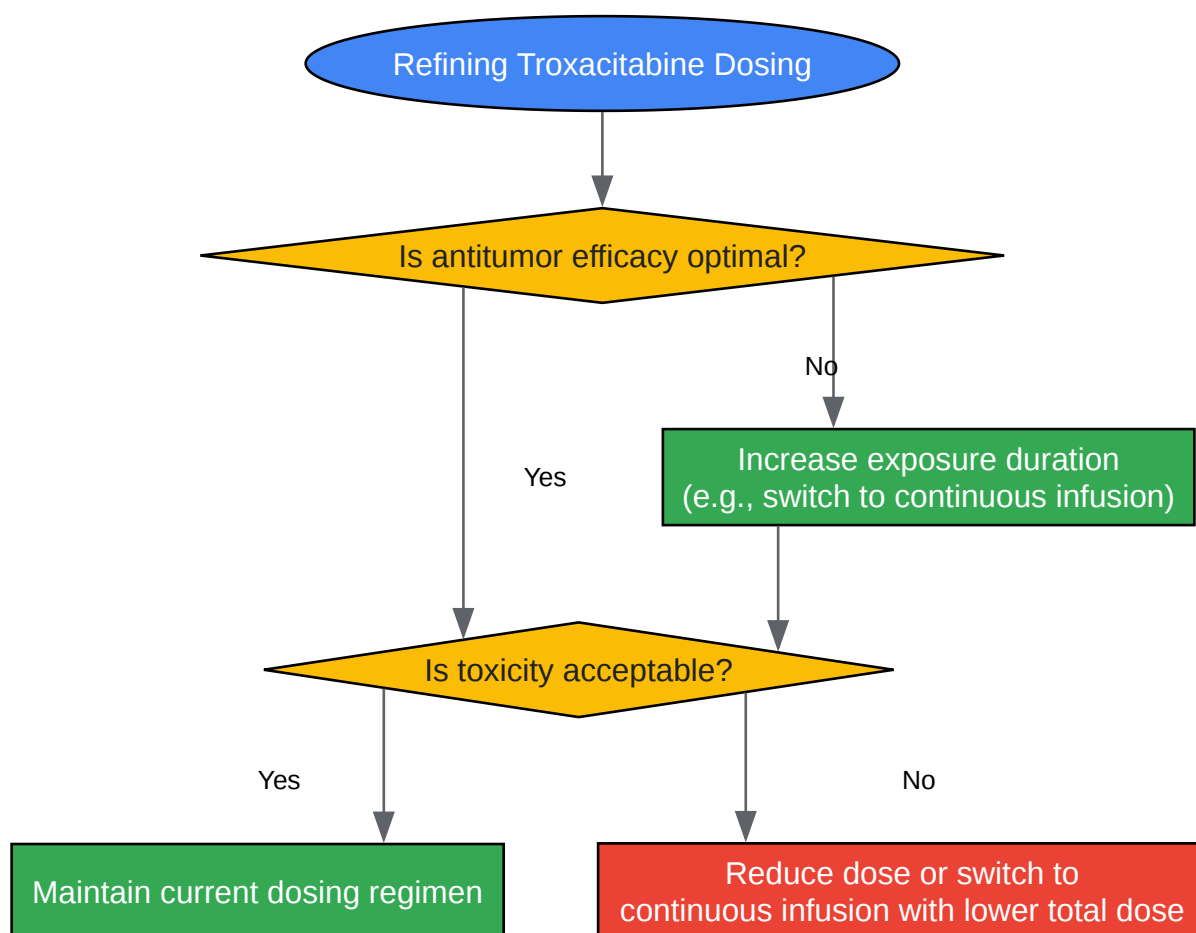 Refining Troxacitabine Dosing
Is antitumor efficacy optimal?
No
Increase exposure duration
(e.g., switch to continuous infusion)
Yes
Is toxicity acceptable?
Yes
No
Maintain current dosing regimen
Reduce dose or switch to
continuous infusion with lower total dose